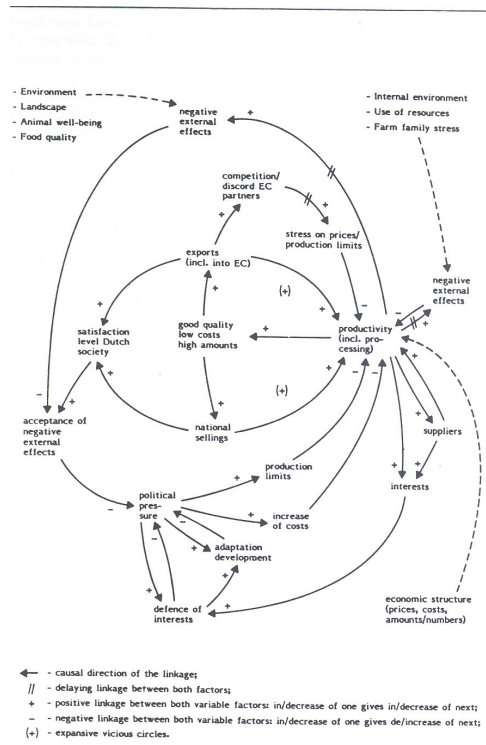 - Environment
- Landscape
- Animal well-being
- Food quality
negative
external
effects
+
- Internal environment
- Use of resources
- Farm family stress
//
competition/
discord EC
partners
//
+
+
stress on prices/
production limits
exports
(incl. into EC)
negative
external
effects
+
(+)
+
+
-
-
-
//
+
satisfaction
level Dutch
society
good quality
low costs
high amounts
+
productivity
(incl. pro-
cessing)
+
+
+
(+)
+
-
-
+
-
+
national
sellings
+
suppliers
acceptance of
negative
external
effects
production
limits
+
+
+
interests
-
political
pres-
sure
+
increase
of costs
-
-
+
adaptation
development
+
+
+
defence of
interests
economic structure
(prices, costs,
amounts/numbers)
← - causal direction of the linkage;
// - delaying linkage between both factors;
+ - positive linkage between both variable factors: in/decrease of one gives in/decrease of next;
- - negative linkage between both variable factors: in/decrease of one gives de/increase of next;
(+) - expansive vicious circles.